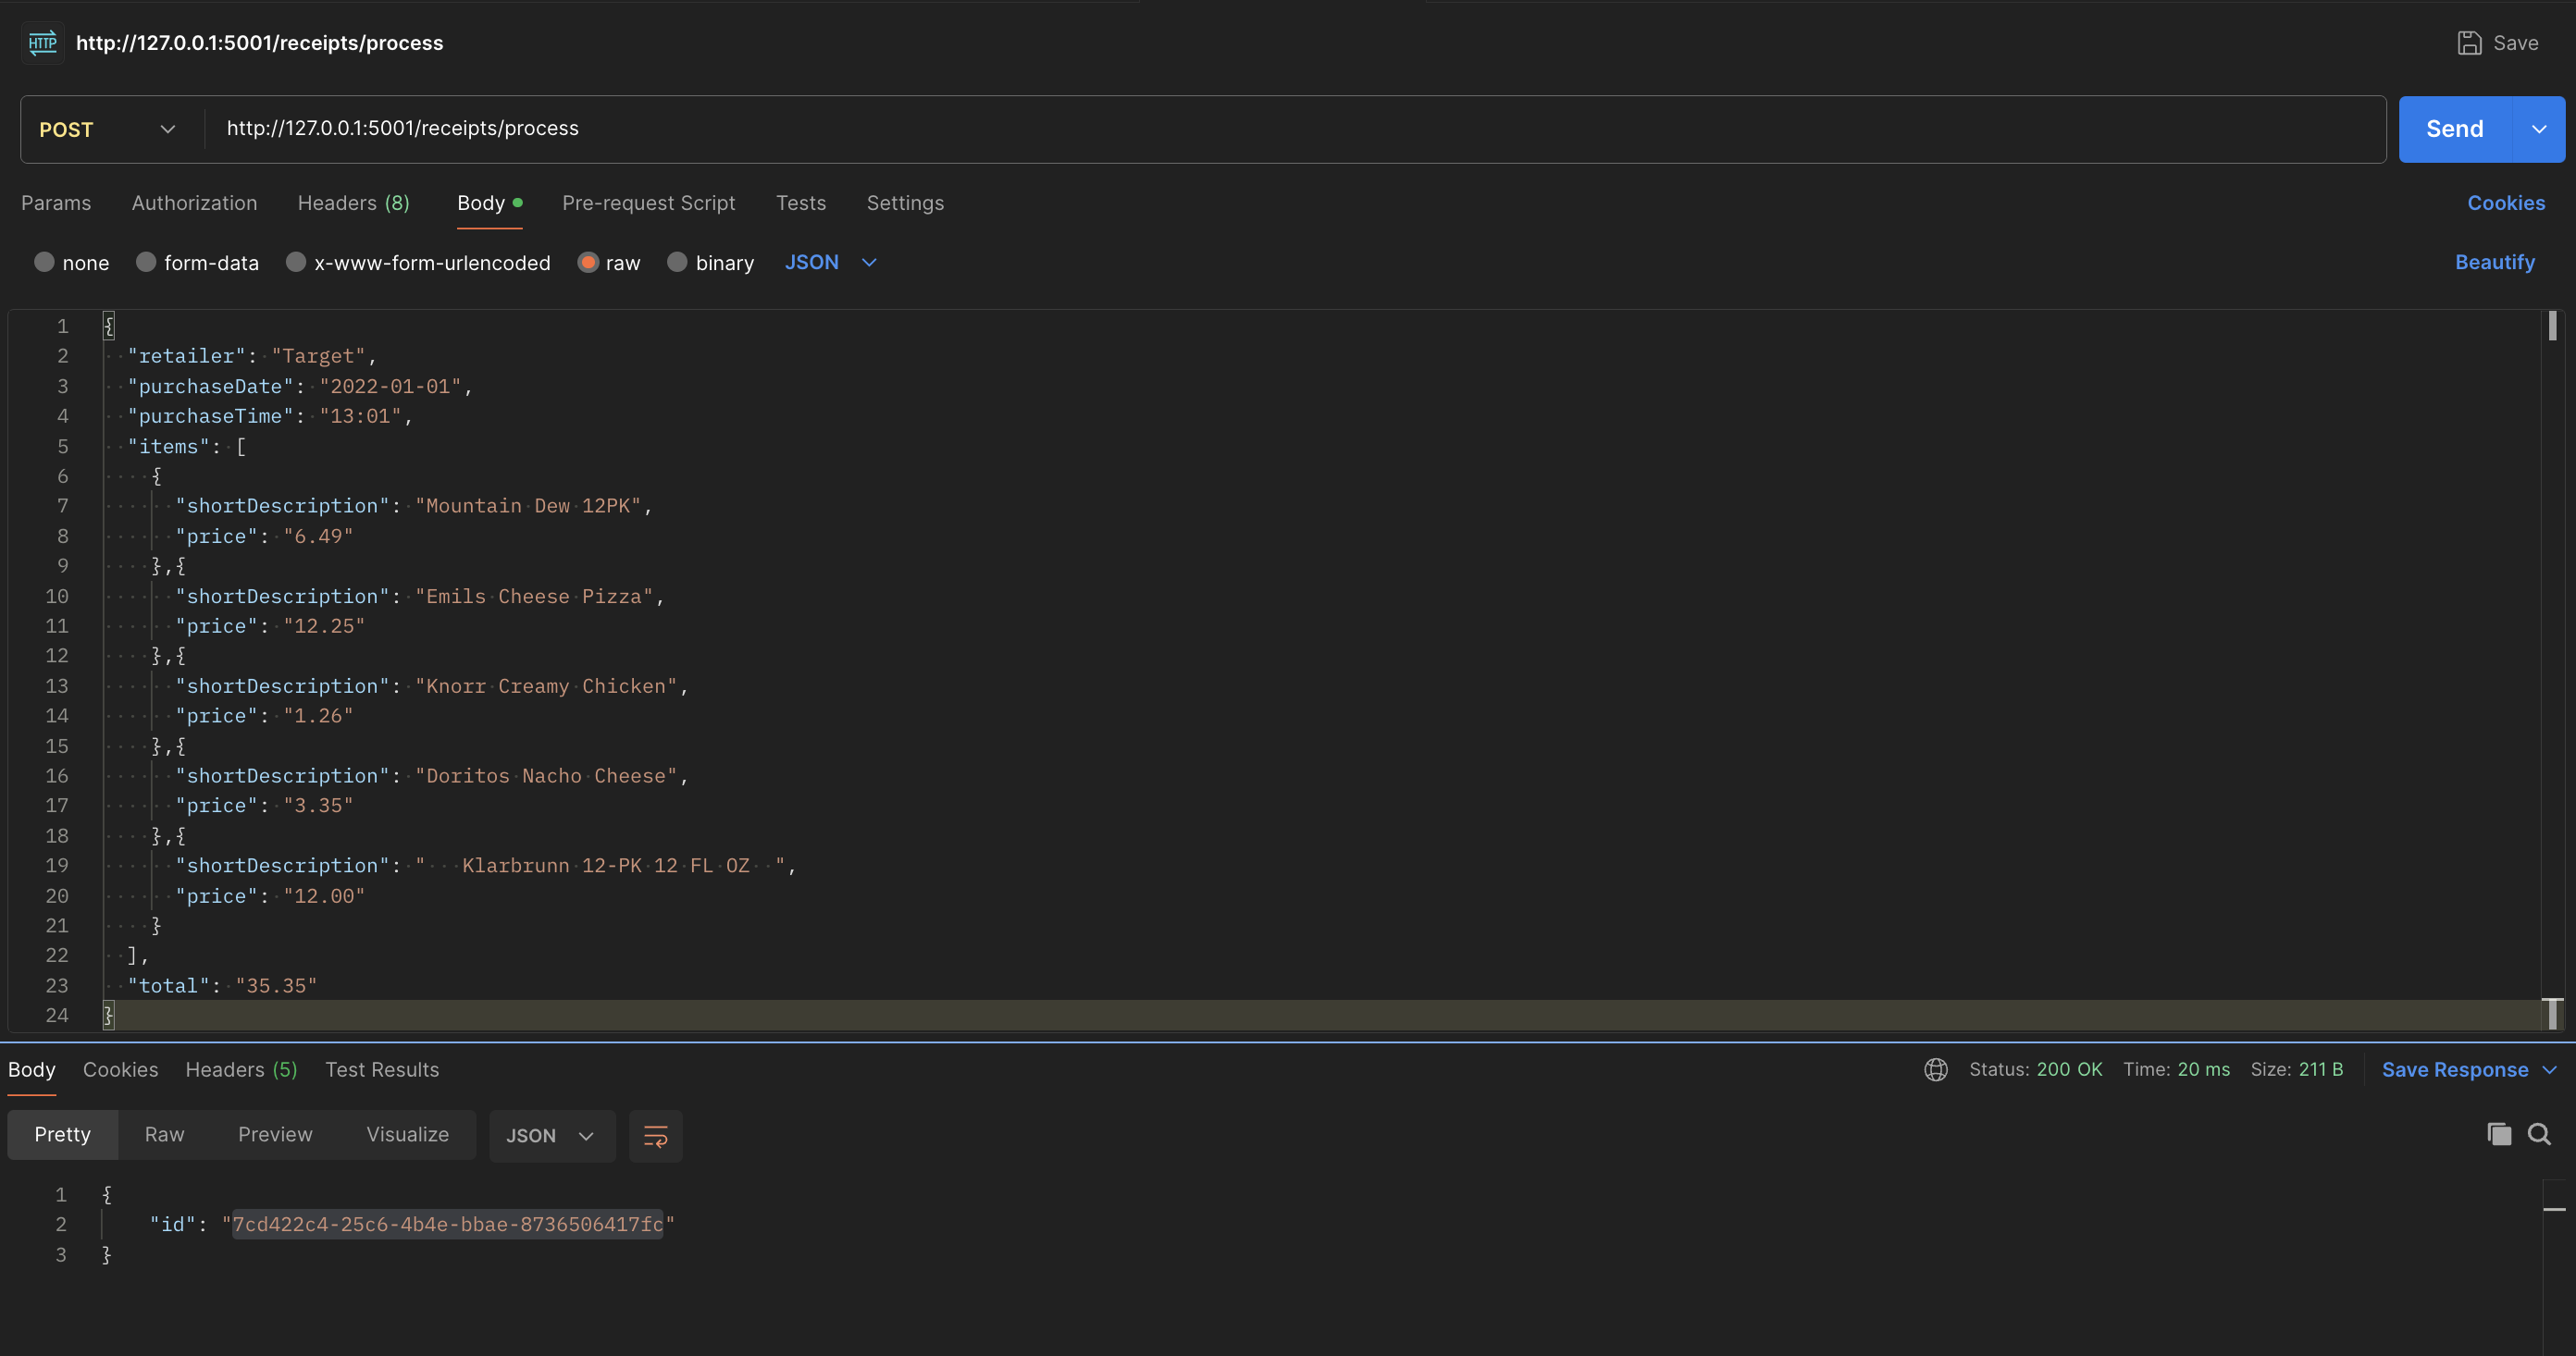 HTTP http://127.0.0.1:5001/receipts/process Save
POST http://127.0.0.1:5001/receipts/process Send
Params Authorization Headers (8) Body Pre-request Script Tests Settings Cookies
none form-data x-www-form-urlencoded raw binary JSON Beautify
1 {
2 "retailer": "Target",
3 "purchaseDate": "2022-01-01",
4 "purchaseTime": "13:01",
5 "items": [
6 {
7 "shortDescription": "Mountain Dew 12PK",
8 "price": "6.49"
9 },{
10 "shortDescription": "Emils Cheese Pizza",
11 "price": "12.25"
12 },{
13 "shortDescription": "Knorr Creamy Chicken",
14 "price": "1.26"
15 },{
16 "shortDescription": "Doritos Nacho Cheese",
17 "price": "3.35"
18 },{
19 "shortDescription": "   Klarbrunn 12-PK 12 FL OZ  ",
20 "price": "12.00"
21 }
22 ],
23 "total": "35.35"
24 }
Body Cookies Headers (5) Test Results Status: 200 OK Time: 20 ms Size: 211 B Save Response
Pretty Raw Preview Visualize JSON
1 {
2 "id": "7cd422c4-25c6-4b4e-bbae-8736506417fc"
3 }